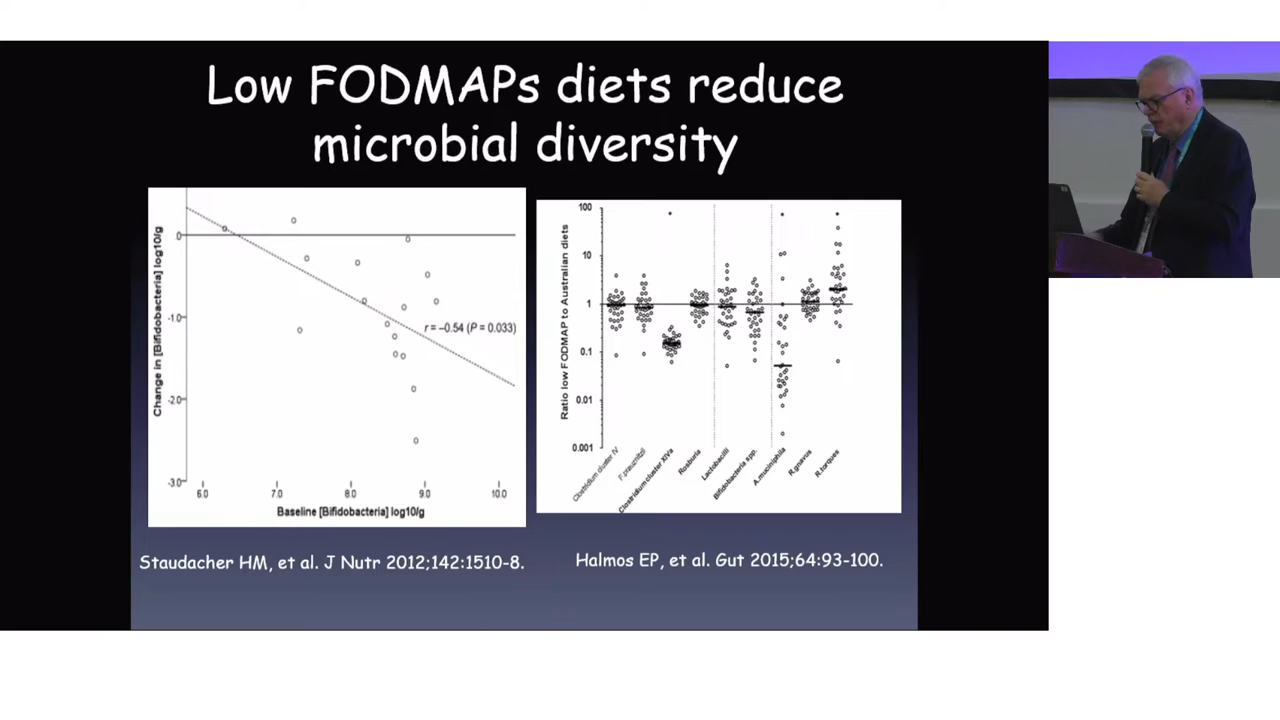 Low FODMAPs diets reduce
microbial diversity
Change in [Bifidobacteria] log10/g
0
-1.0
-2.0
-3.0
r = –0.54 (P = 0.033)
6.0 7.0 8.0 9.0 10.0
Baseline [Bifidobacteria] log10/g
Ratio low FODMAP to Australian diets
100
10
1
0.1
0.01
0.001
Clostridium cluster IV
F.prauznitzii
Clostridium cluster XIVa
Rosburia
Lactobacilli
Bifidobacteria spp.
A.muciniphila
R.gnavus
R.torques
Staudacher HM, et al. J Nutr 2012;142:1510-8.
Halmos EP, et al. Gut 2015;64:93-100.